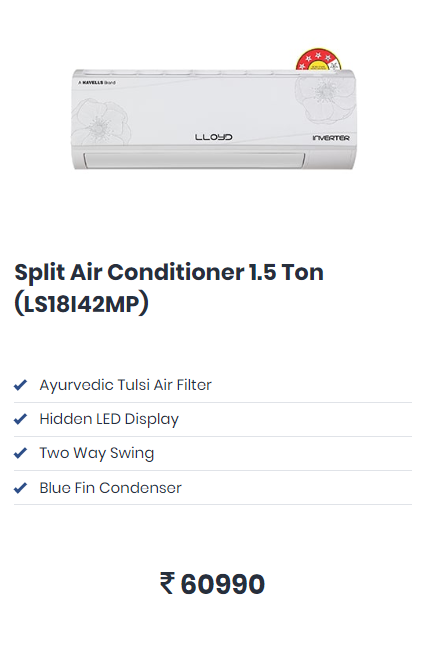 A HAVELLS Brand
LLOYD
INVERTER
Split Air Conditioner 1.5 Ton
(LS18I42MP)
Ayurvedic Tulsi Air Filter
Hidden LED Display
Two Way Swing
Blue Fin Condenser
₹ 60990